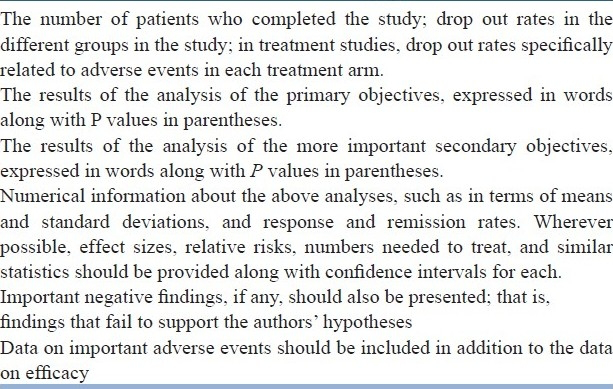 The number of patients who completed the study; drop out rates in the
different groups in the study; in treatment studies, drop out rates specifically
related to adverse events in each treatment arm.
The results of the analysis of the primary objectives, expressed in words
along with P values in parentheses.
The results of the analysis of the more important secondary objectives,
expressed in words along with P values in parentheses.
Numerical information about the above analyses, such as in terms of means
and standard deviations, and response and remission rates. Wherever
possible, effect sizes, relative risks, numbers needed to treat, and similar
statistics should be provided along with confidence intervals for each.
Important negative findings, if any, should also be presented; that is,
findings that fail to support the authors’ hypotheses
Data on important adverse events should be included in addition to the data
on efficacy